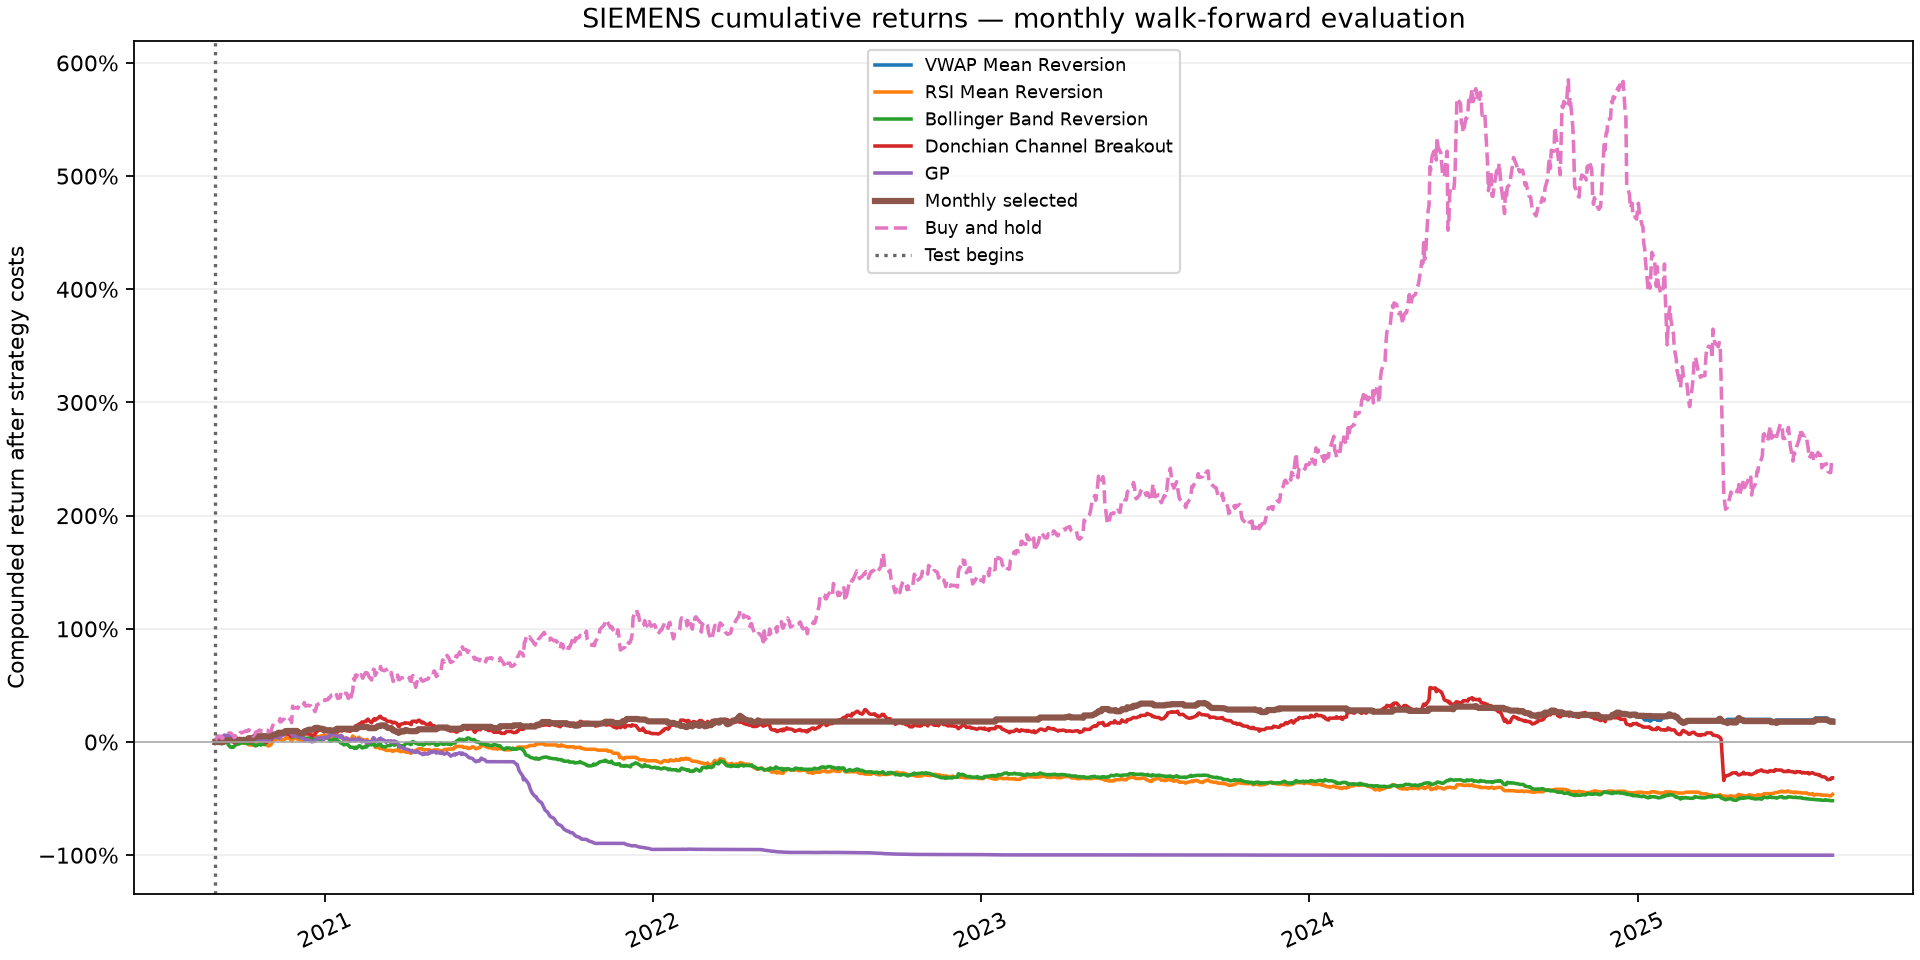 SIEMENS cumulative returns — monthly walk-forward evaluation
Compounded return after strategy costs
600%
500%
400%
300%
200%
100%
0%
−100%
VWAP Mean Reversion
RSI Mean Reversion
Bollinger Band Reversion
Donchian Channel Breakout
GP
Monthly selected
Buy and hold
Test begins
2021
2022
2023
2024
2025